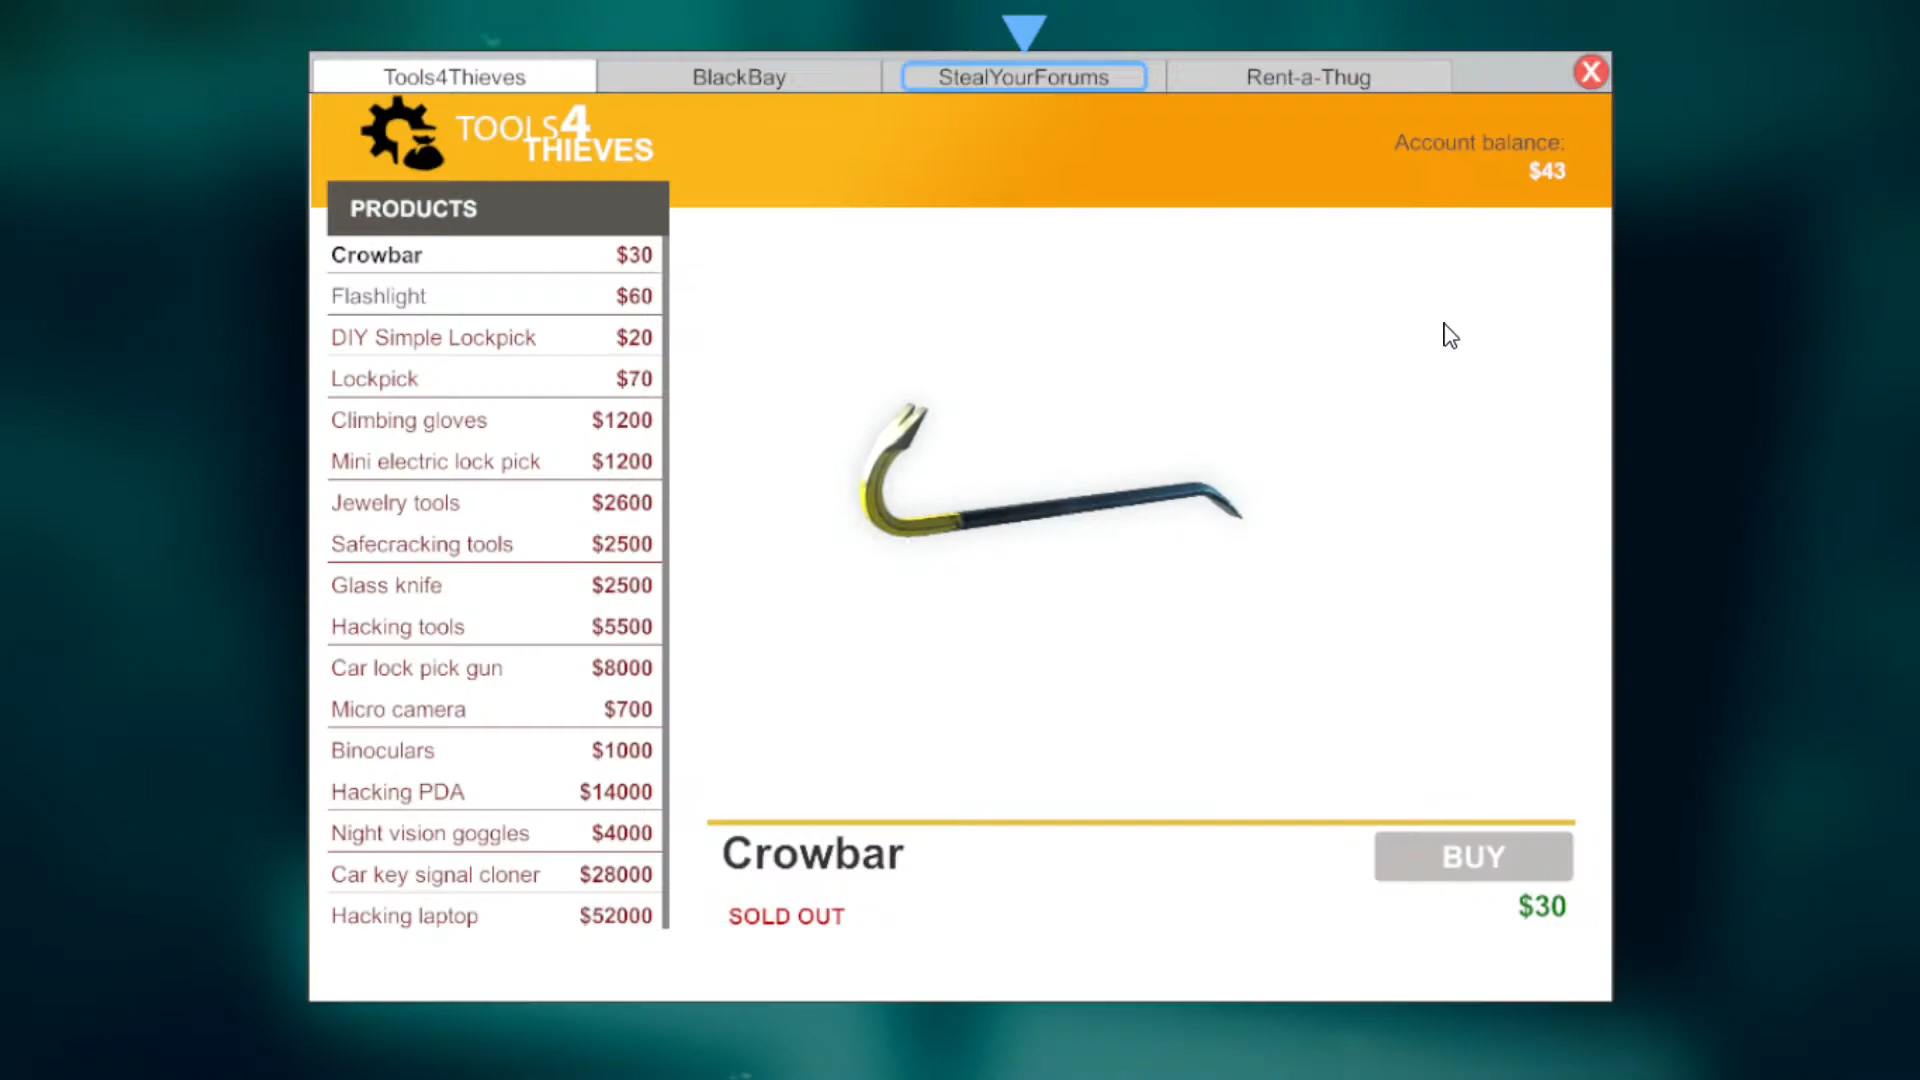 Tools4Thieves BlackBay StealYourForums Rent-a-Thug X
TOOLS4
THIEVES
Account balance:
$43
PRODUCTS
Crowbar $30
Flashlight $60
DIY Simple Lockpick $20
Lockpick $70
Climbing gloves $1200
Mini electric lock pick $1200
Jewelry tools $2600
Safecracking tools $2500
Glass knife $2500
Hacking tools $5500
Car lock pick gun $8000
Micro camera $700
Binoculars $1000
Hacking PDA $14000
Night vision goggles $4000
Car key signal cloner $28000
Hacking laptop $52000
Crowbar
BUY
SOLD OUT
$30